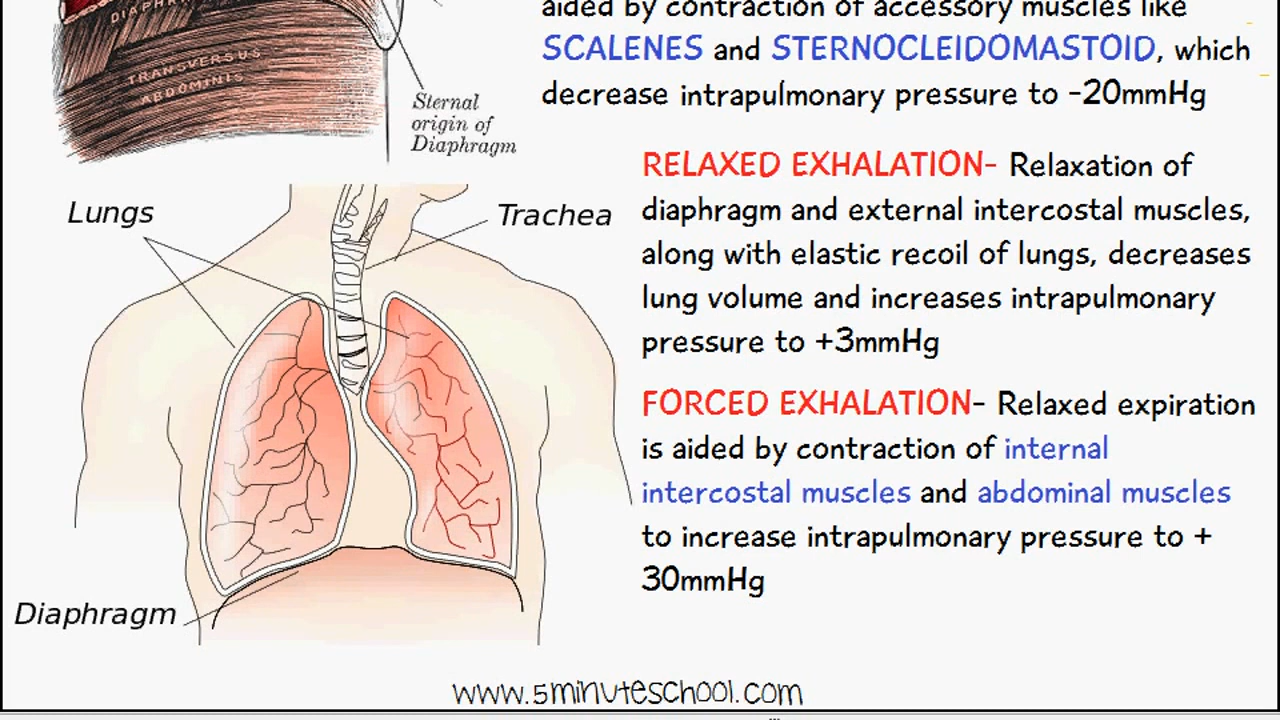 DIAPHRA
TRANSVERSUS
ABDOMINIS
Sternal
origin of
Diaphragm
aided by contraction of accessory muscles like
SCALENES and STERNOCLEIDOMASTOID, which
decrease intrapulmonary pressure to -20mmHg
Lungs
Trachea
RELAXED EXHALATION- Relaxation of
diaphragm and external intercostal muscles,
along with elastic recoil of lungs, decreases
lung volume and increases intrapulmonary
pressure to +3mmHg
FORCED EXHALATION- Relaxed expiration
is aided by contraction of internal
intercostal muscles and abdominal muscles
to increase intrapulmonary pressure to +
30mmHg
Diaphragm
www.5minuteschool.com